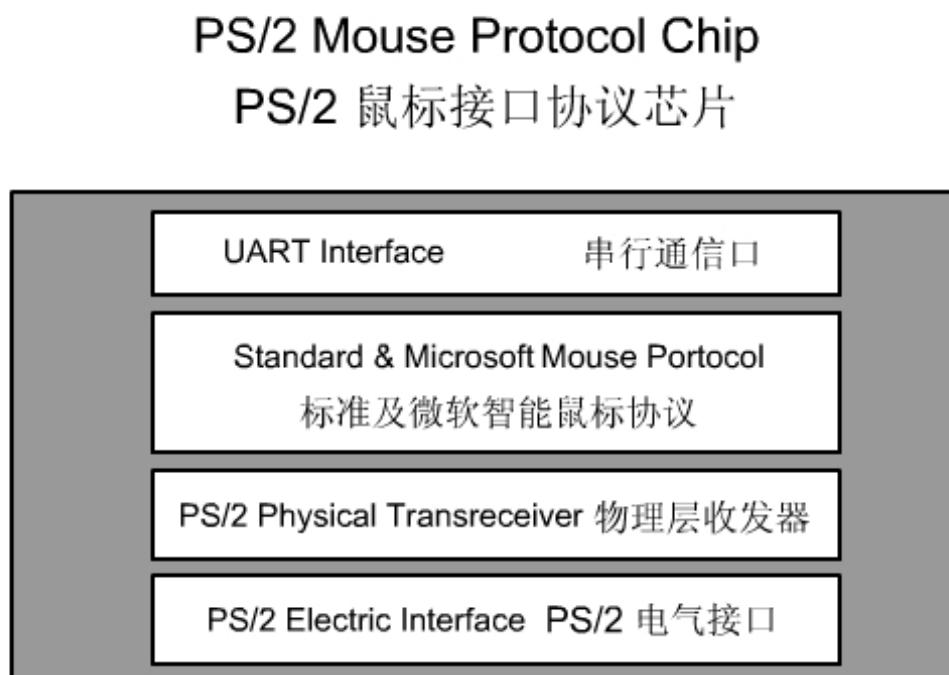 PS/2 Mouse Protocol Chip
PS/2 鼠标接口协议芯片
UART Interface 串行通信口
Standard & Microsoft Mouse Portocol
标准及微软智能鼠标协议
PS/2 Physical Transreceiver 物理层收发器
PS/2 Electric Interface PS/2 电气接口